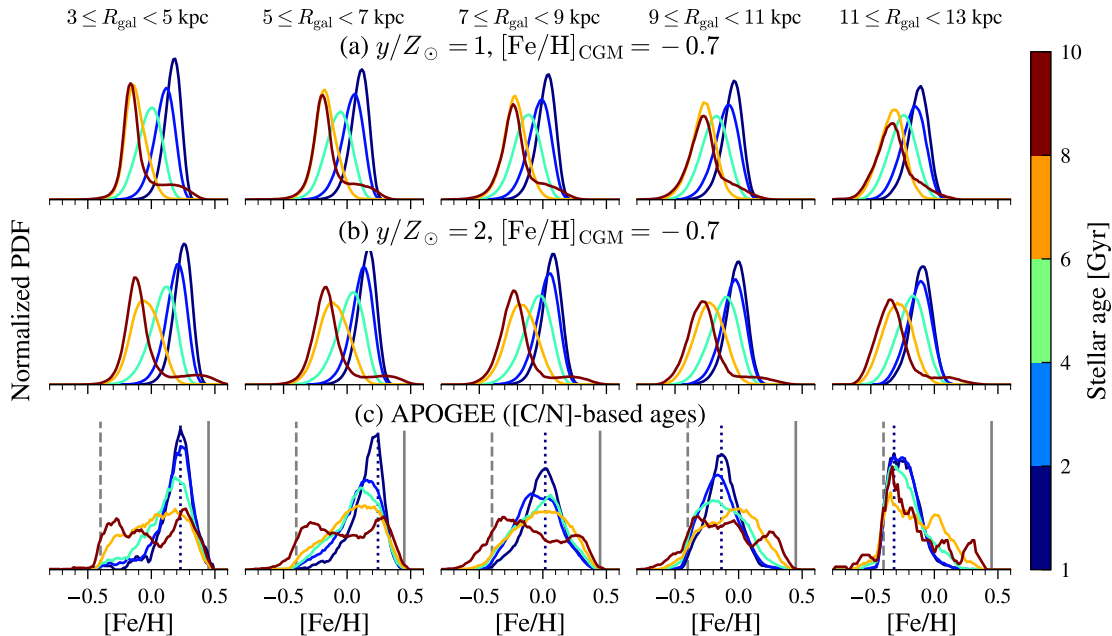 3 ≤ R_gal < 5 kpc 5 ≤ R_gal < 7 kpc 7 ≤ R_gal < 9 kpc 9 ≤ R_gal < 11 kpc 11 ≤ R_gal < 13 kpc
(a) y/Z⊙ = 1, [Fe/H]CGM = −0.7
(b) y/Z⊙ = 2, [Fe/H]CGM = −0.7
(c) APOGEE ([C/N]-based ages)
Normalized PDF
−0.5 0.0 0.5 −0.5 0.0 0.5 −0.5 0.0 0.5 −0.5 0.0 0.5 −0.5 0.0 0.5
[Fe/H] [Fe/H] [Fe/H] [Fe/H] [Fe/H]
10
8
6
4
2
1
Stellar age [Gyr]